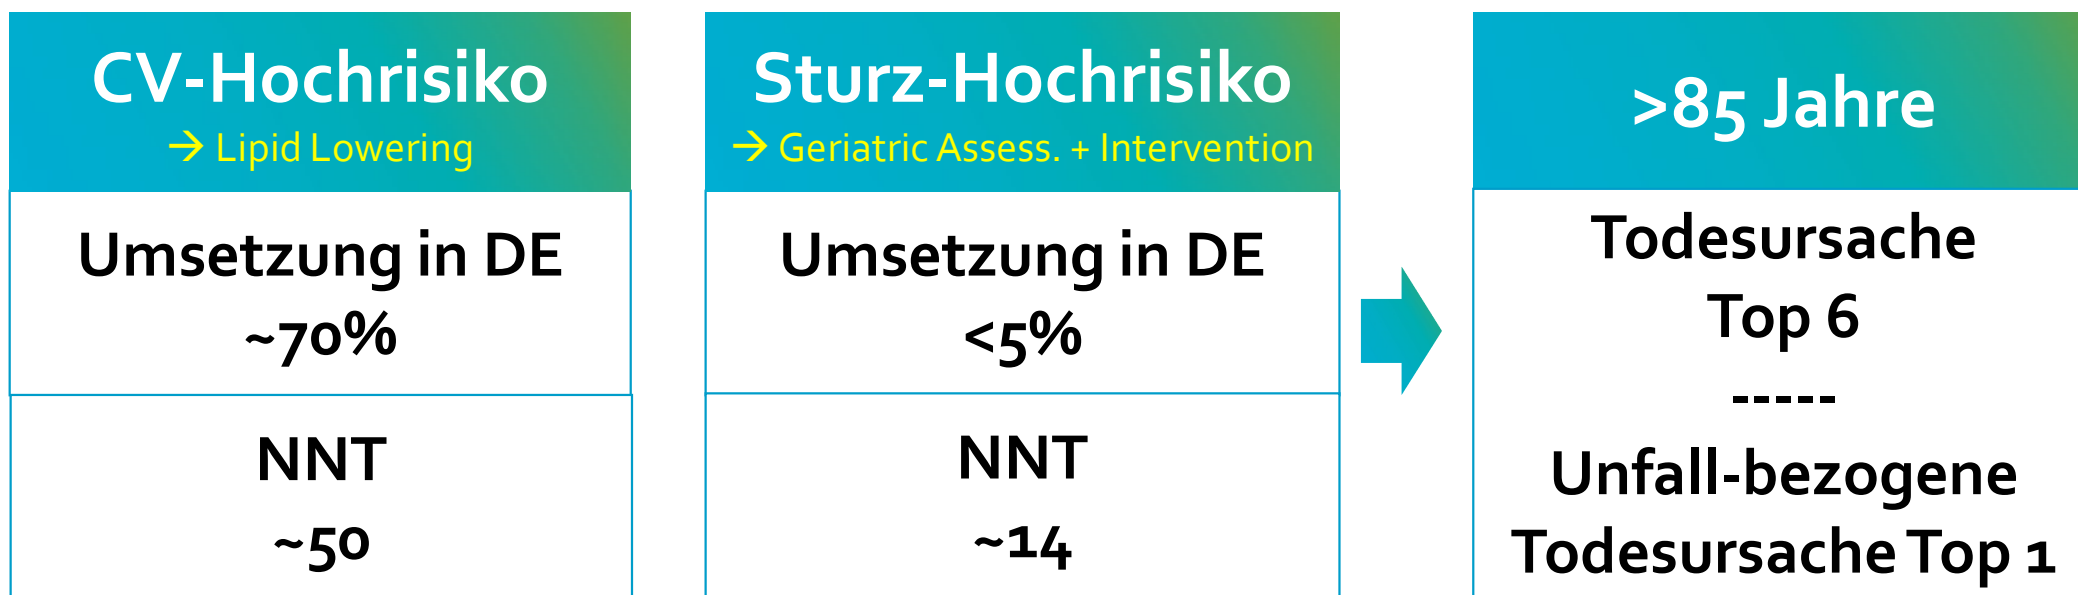 CV-Hochrisiko
→ Lipid Lowering
Umsetzung in DE
~70%
NNT
~50
Sturz-Hochrisiko
→ Geriatric Assess. + Intervention
Umsetzung in DE
<5%
NNT
~14
>85 Jahre
Todesursache
Top 6
-----
Unfall-bezogene
Todesursache Top 1